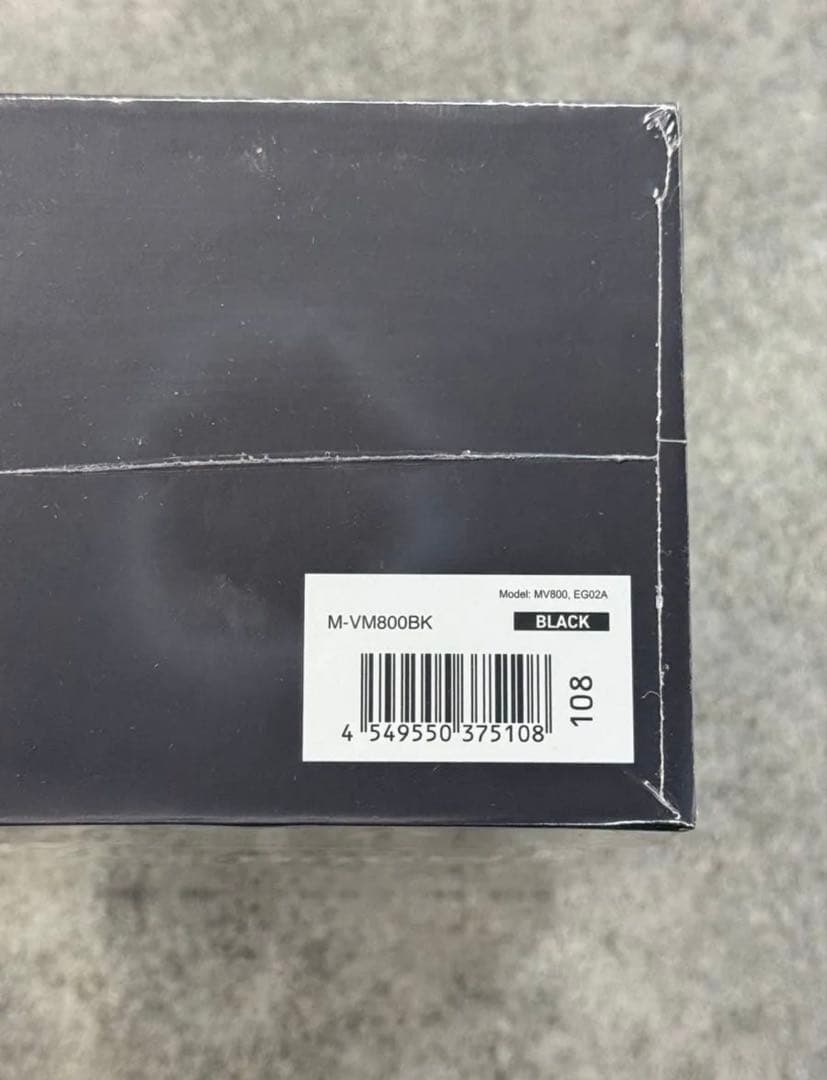 Model: MV800, EG02A
M-VM800BK
BLACK
108
4 549550 375108